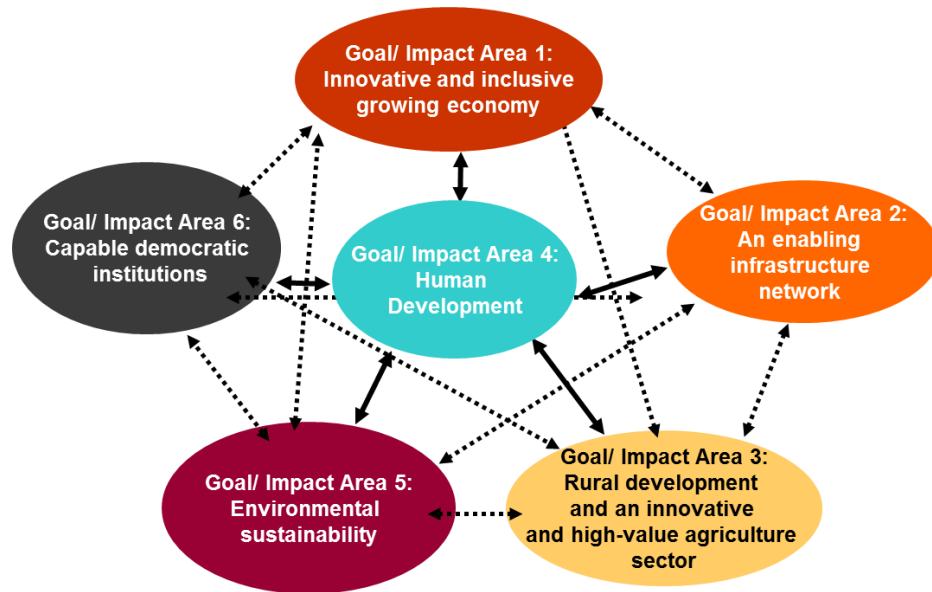 Goal/ Impact Area 1:
Innovative and inclusive
growing economy
Goal/ Impact Area 6:
Capable democratic
institutions
Goal/ Impact Area 4:
Human
Development
Goal/ Impact Area 2:
An enabling
infrastructure
network
Goal/ Impact Area 5:
Environmental
sustainability
Goal/ Impact Area 3:
Rural development
and an innovative
and high-value agriculture
sector